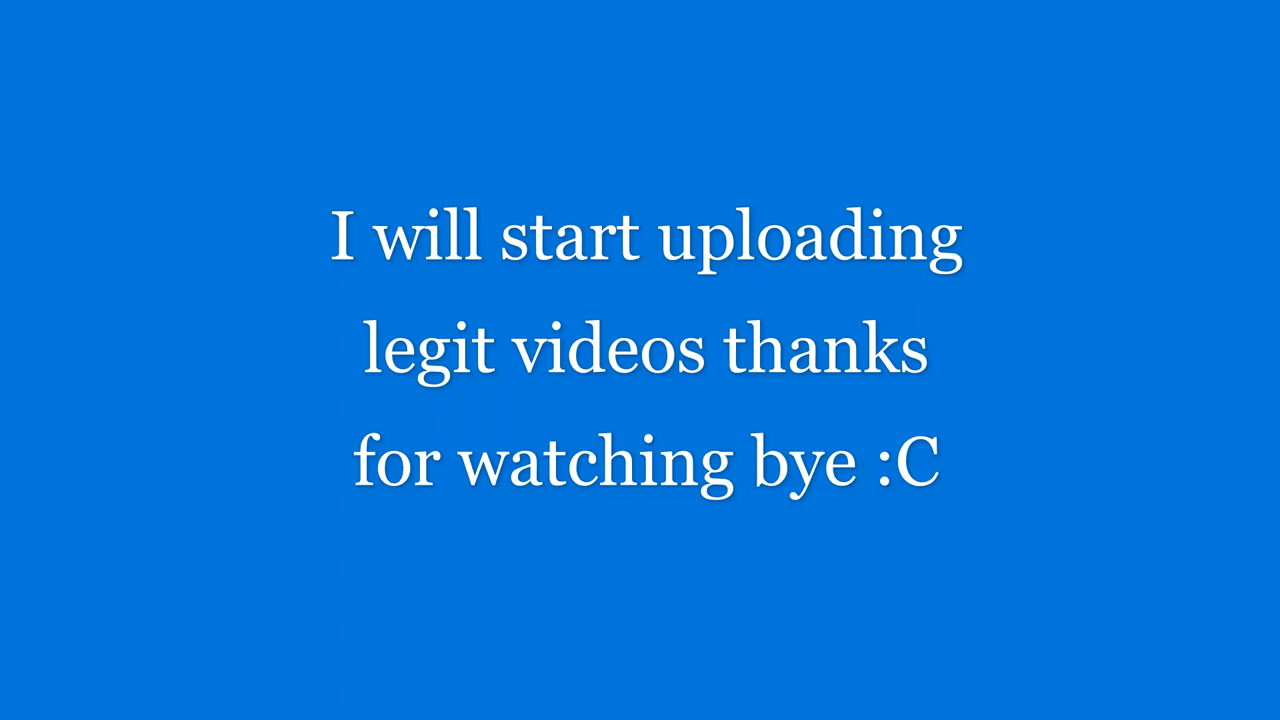 I will start uploading
legit videos thanks
for watching bye :C